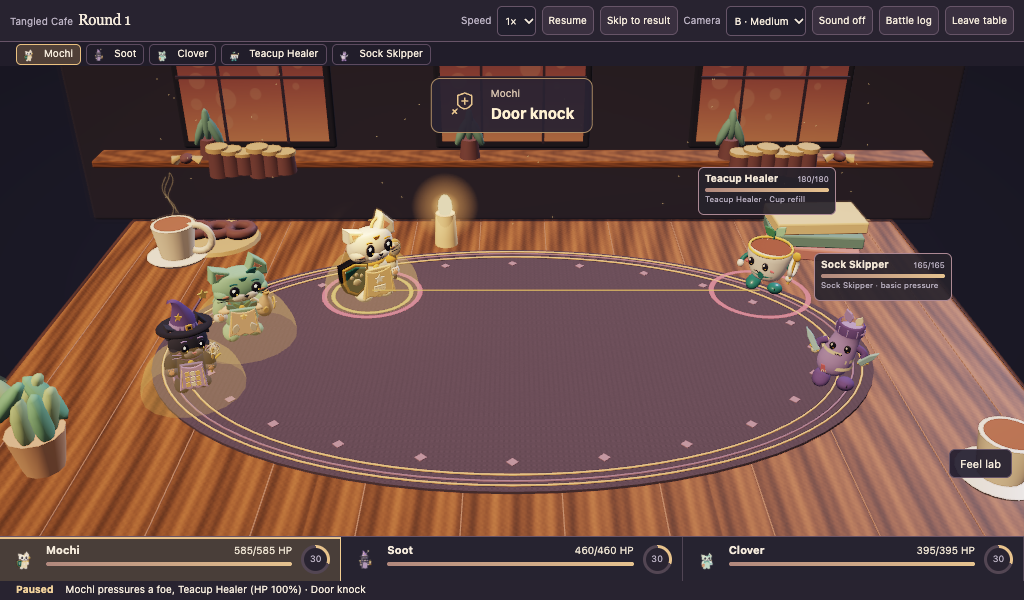 Tangled Cafe Round 1 Speed 1x Resume Skip to result Camera B · Medium Sound off Battle log Leave table
Mochi Soot Clover Teacup Healer Sock Skipper
Mochi
Door knock
Teacup Healer 180/180
Teacup Healer · Cup refill
Sock Skipper 165/165
Sock Skipper · basic pressure
Feel lab
Mochi 585/585 HP 30 Soot 460/460 HP 30 Clover 395/395 HP 30
Paused Mochi pressures a foe, Teacup Healer (HP 100%) · Door knock